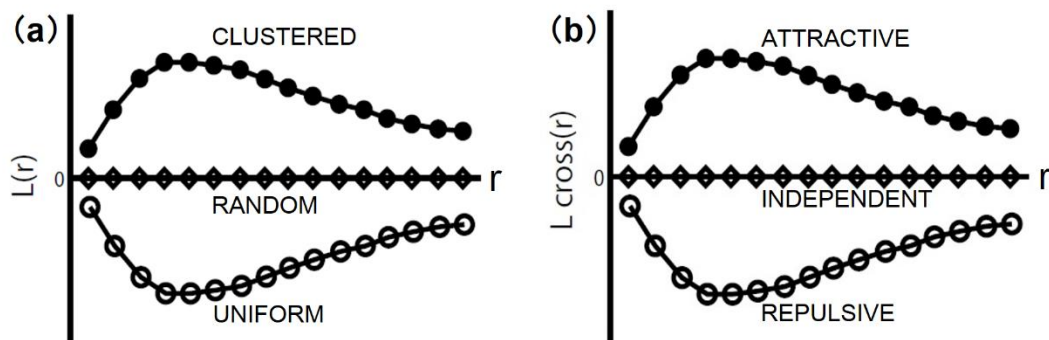 (a)
CLUSTERED
L(r)
0
r
RANDOM
UNIFORM
(b)
ATTRACTIVE
L cross(r)
0
r
INDEPENDENT
REPULSIVE